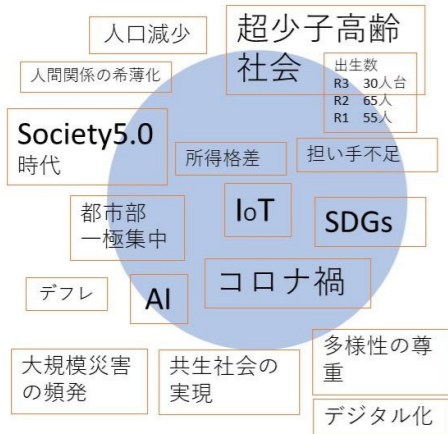 人口減少
超少子高齢
社会
出生数
R3 30人台
R2 65人
R1 55人
人間関係の希薄化
Society5.0
時代
所得格差
担い手不足
都市部
一極集中
IoT
SDGs
コロナ禍
デフレ
AI
大規模災害
の頻発
共生社会の
実現
多様性の尊
重
デジタル化